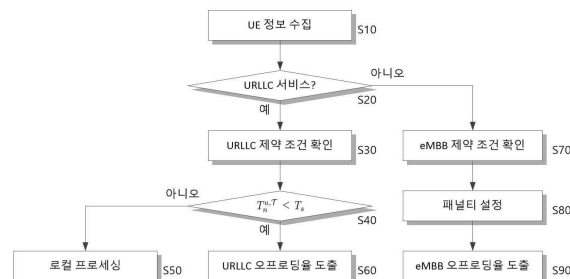 UE 정보 수집
S10
URLLC 서비스?
아니오
S20
예
URLLC 제약 조건 확인
S30
eMBB 제약 조건 확인
S70
아니오
T_n^{u,𝒯} < T_s
S40
예
패널티 설정
S80
로컬 프로세싱
S50
URLLC 오프로딩율 도출
S60
eMBB 오프로딩율 도출
S90